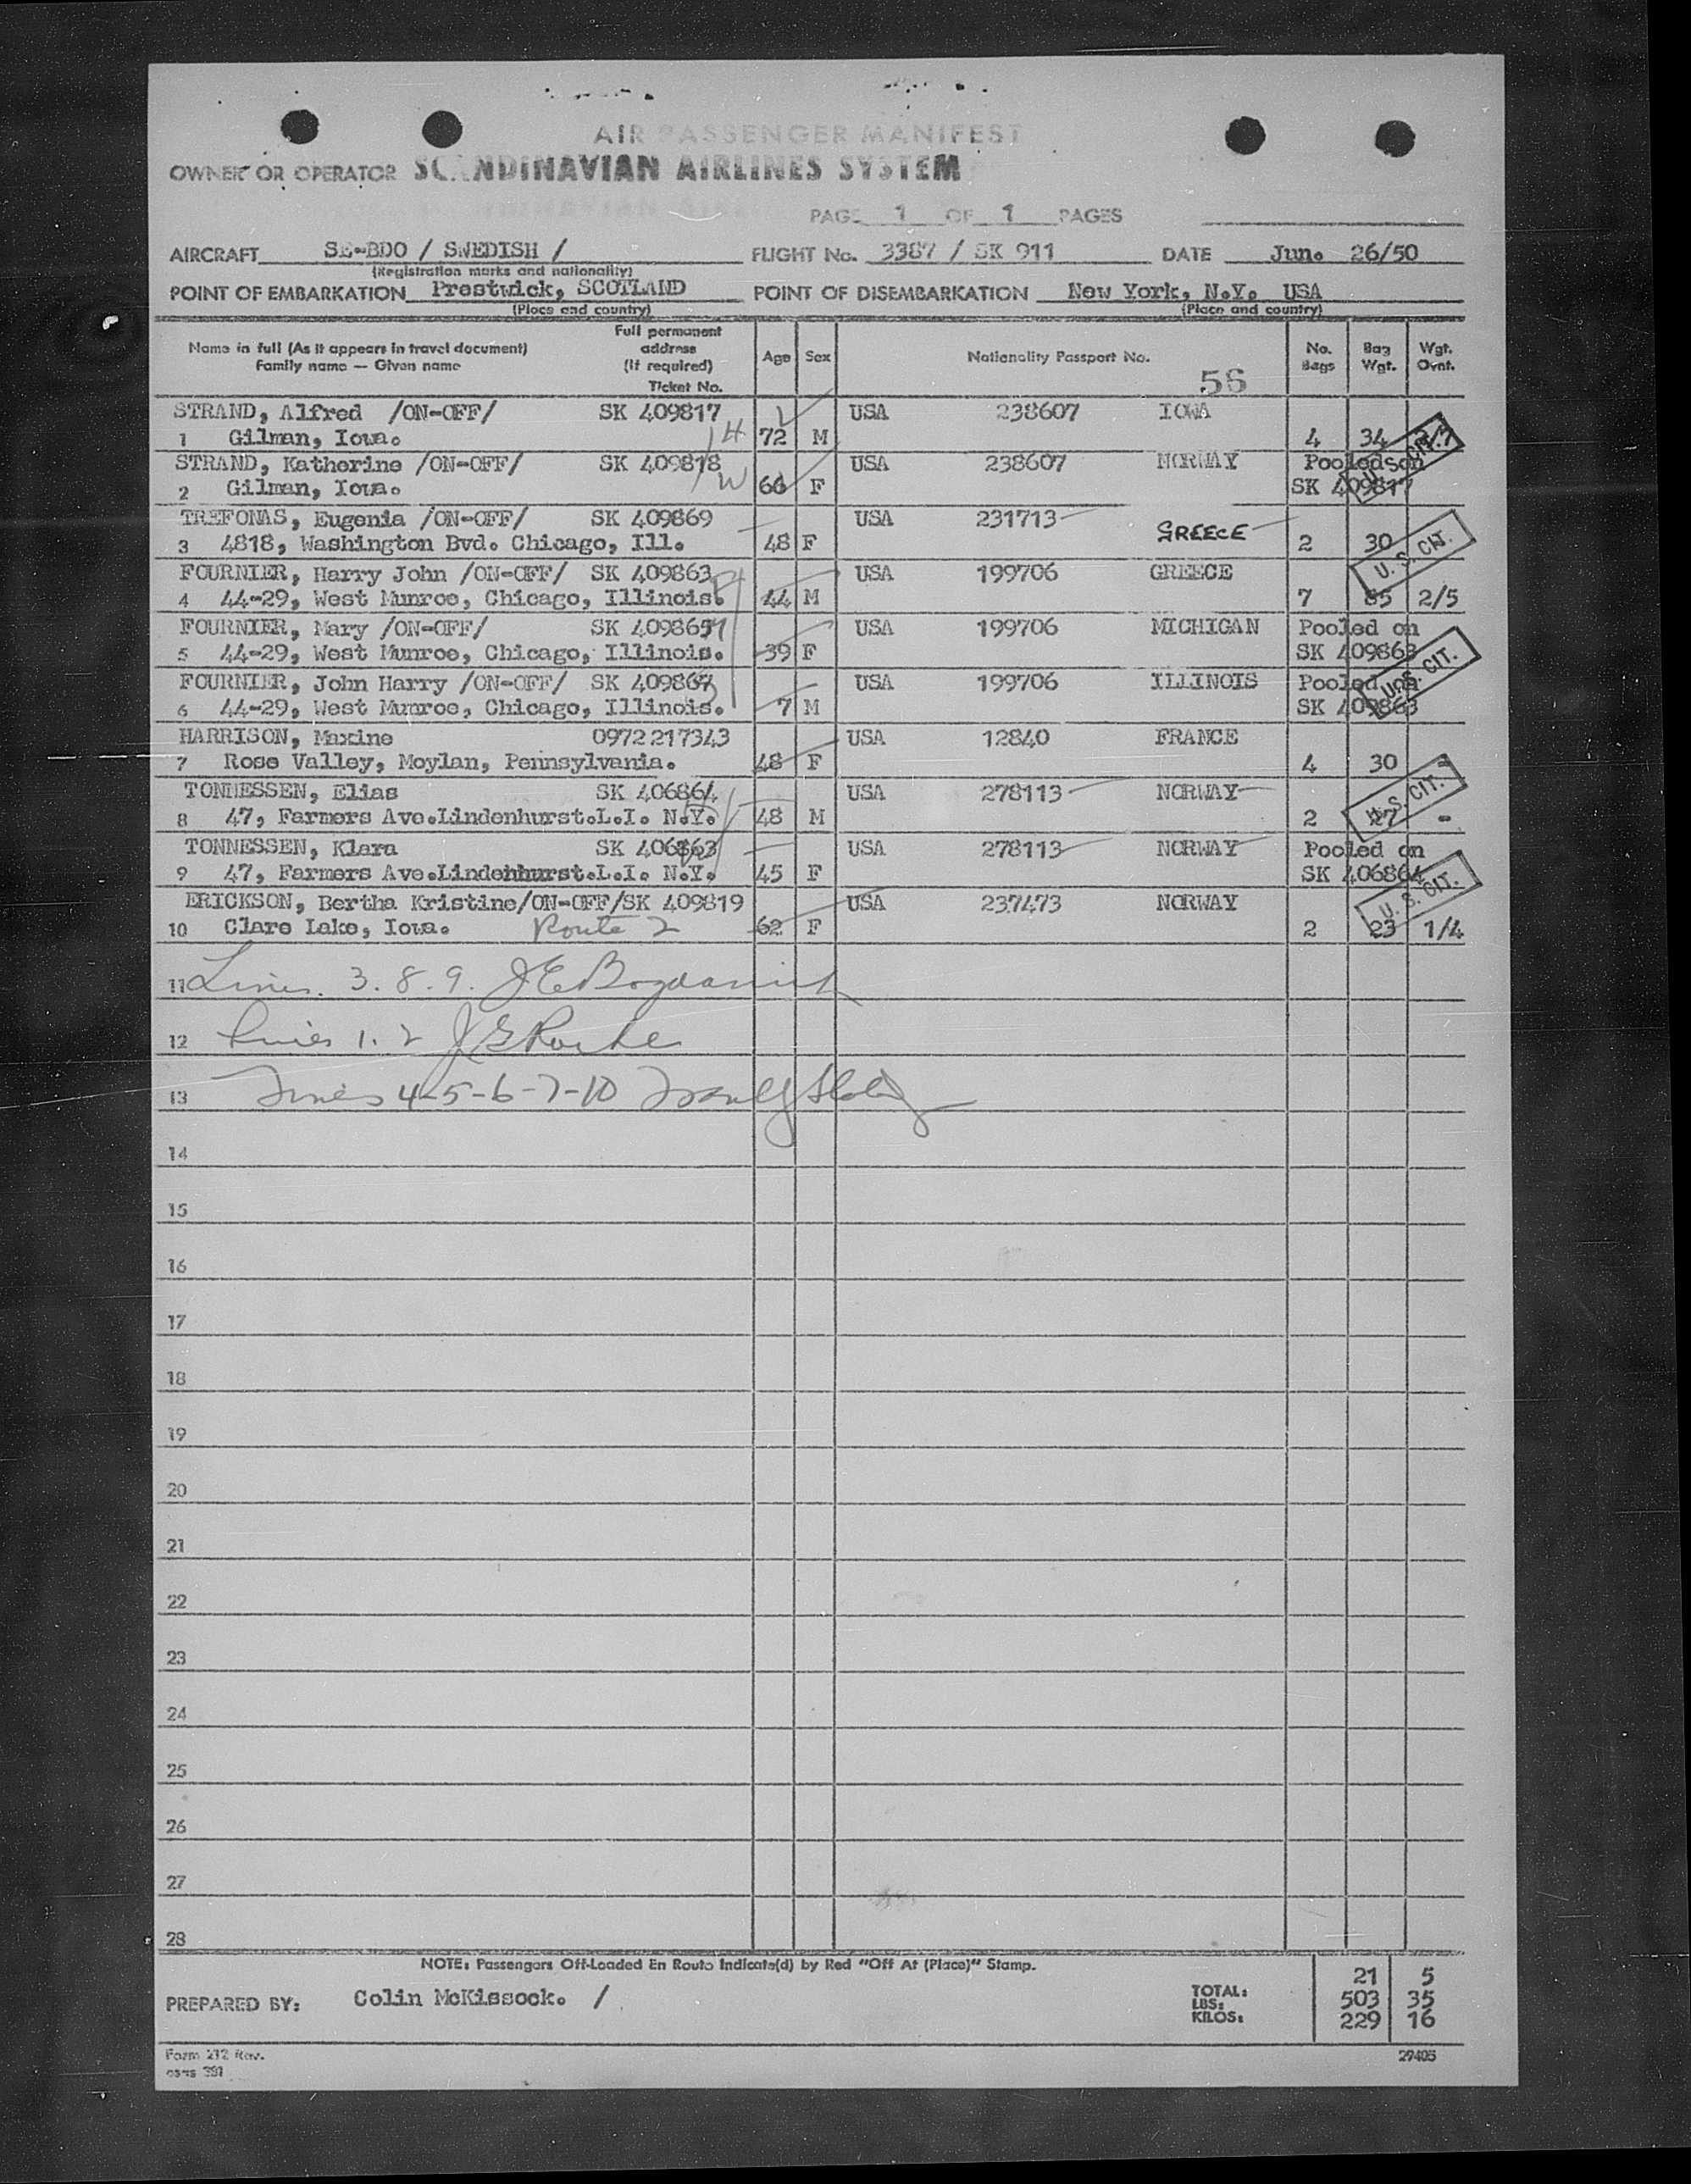 AIR PASSENGER MANIFEST
OWNER OR OPERATOR SCANDINAVIAN AIRLINES SYSTEM
PAGE 1 OF 1 PAGES
AIRCRAFT SE-BDO / SWEDISH / FLIGHT No. 3387 / SK 911 DATE Jun. 26/50
(Registration marks and nationality)
POINT OF EMBARKATION Prestwick, SCOTLAND POINT OF DISEMBARKATION New York, N.Y. USA
(Place and country) (Place and country)
Name in full (As it appears in travel document) Family name — Given name Full permanent address (If required) Ticket No. Age Sex Nationality Passport No. No. Bags Bag Wgt. Wgt. Ovnt.
56
STRAND, Alfred /ON-OFF/ SK 409817 USA 238607 IOWA
1 Gilman, Iowa. H 72 M 4 34
STRAND, Katherine /ON-OFF/ SK 409818 USA 238607 NORWAY Pooled on
2 Gilman, Iowa. W 66 F SK 409817
TREFONAS, Eugenia /ON-OFF/ SK 409869 USA 231713 GREECE
3 4818, Washington Bvd. Chicago, Ill. 48 F 2 30 U. S. CIT.
FOURNIER, Harry John /ON-OFF/ SK 409863 USA 199706 GREECE
4 44-29, West Munroe, Chicago, Illinois. 44 M 7 85 2/5
FOURNIER, Mary /ON-OFF/ SK 409865 USA 199706 MICHIGAN Pooled on
5 44-29, West Munroe, Chicago, Illinois. 39 F SK 409863
FOURNIER, John Harry /ON-OFF/ SK 409867 USA 199706 ILLINOIS Pooled on U. S. CIT.
6 44-29, West Munroe, Chicago, Illinois. 7 M SK 409863
HARRISON, Maxine 0972 217343 USA 12840 FRANCE
7 Rose Valley, Moylan, Pennsylvania. 48 F 4 30 -
TONNESSEN, Elias SK 406864 USA 278113 NORWAY U. S. CIT.
8 47, Farmers Ave.Lindenhurst.L.I. N.Y. 48 M 2 27 -
TONNESSEN, Klara SK 406863 USA 278113 NORWAY Pooled on
9 47, Farmers Ave.Lindenhurst.L.I. N.Y. 45 F SK 406864
ERICKSON, Bertha Kristine/ON-OFF/SK 409819 USA 237473 NORWAY U. S. CIT.
10 Clare Lake, Iowa. Route 2 62 F 2 23 1/4
11 Lines. 3. 8. 9.
12 Lines 1. 2
13 Lines 4-5-6-7-10
14
15
16
17
18
19
20
21
22
23
24
25
26
27
28
NOTE: Passengers Off-Loaded En Route Indicate(d) by Red "Off At (Place)" Stamp.
PREPARED BY: Colin McKissock. /
TOTAL: 21 5
LBS: 503 35
KILOS: 229 16
Form 212 Rev. 29405